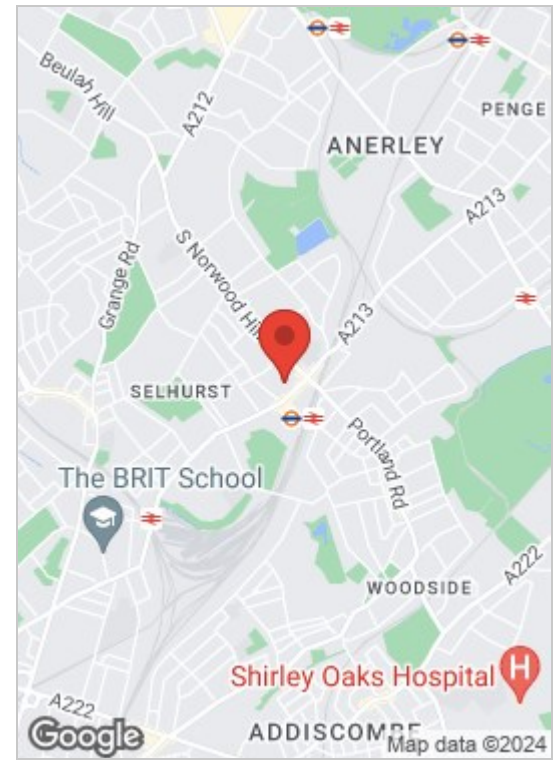 Beulah Hill
A212
PENGE
ANERLEY
A213
Grange Rd
S Norwood Hill
A213
SELHURST
Portland Rd
The BRIT School
A222
WOODSIDE
Shirley Oaks Hospital
H
A222
ADDISCOMBE
Google
Map data ©2024